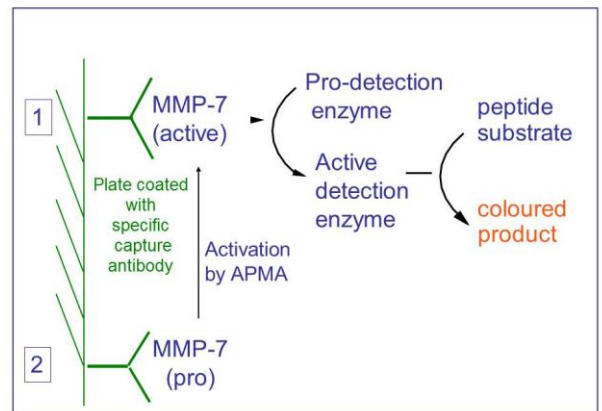 1
MMP-7
(active)
Pro-detection
enzyme
Active
detection
enzyme
peptide
substrate
coloured
product
Plate coated
with
specific
capture
antibody
Activation
by APMA
2
MMP-7
(pro)